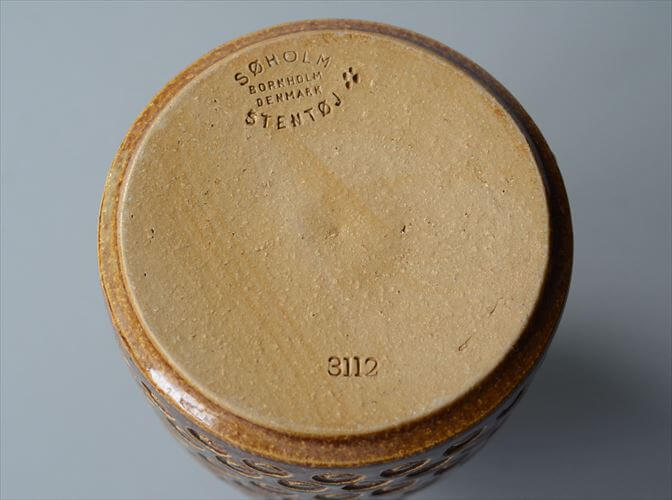 SØHOLM
BORNHOLM
DENMARK
STENTØJ
3112